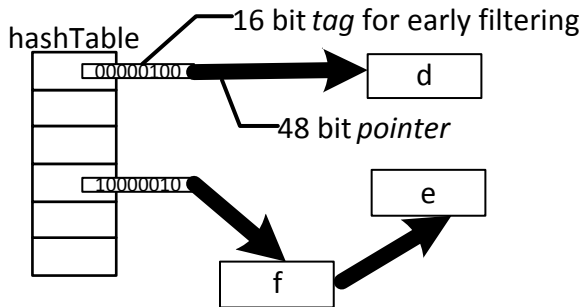 16 bit tag for early filtering
hashTable
00000100
d
48 bit pointer
10000010
e
f